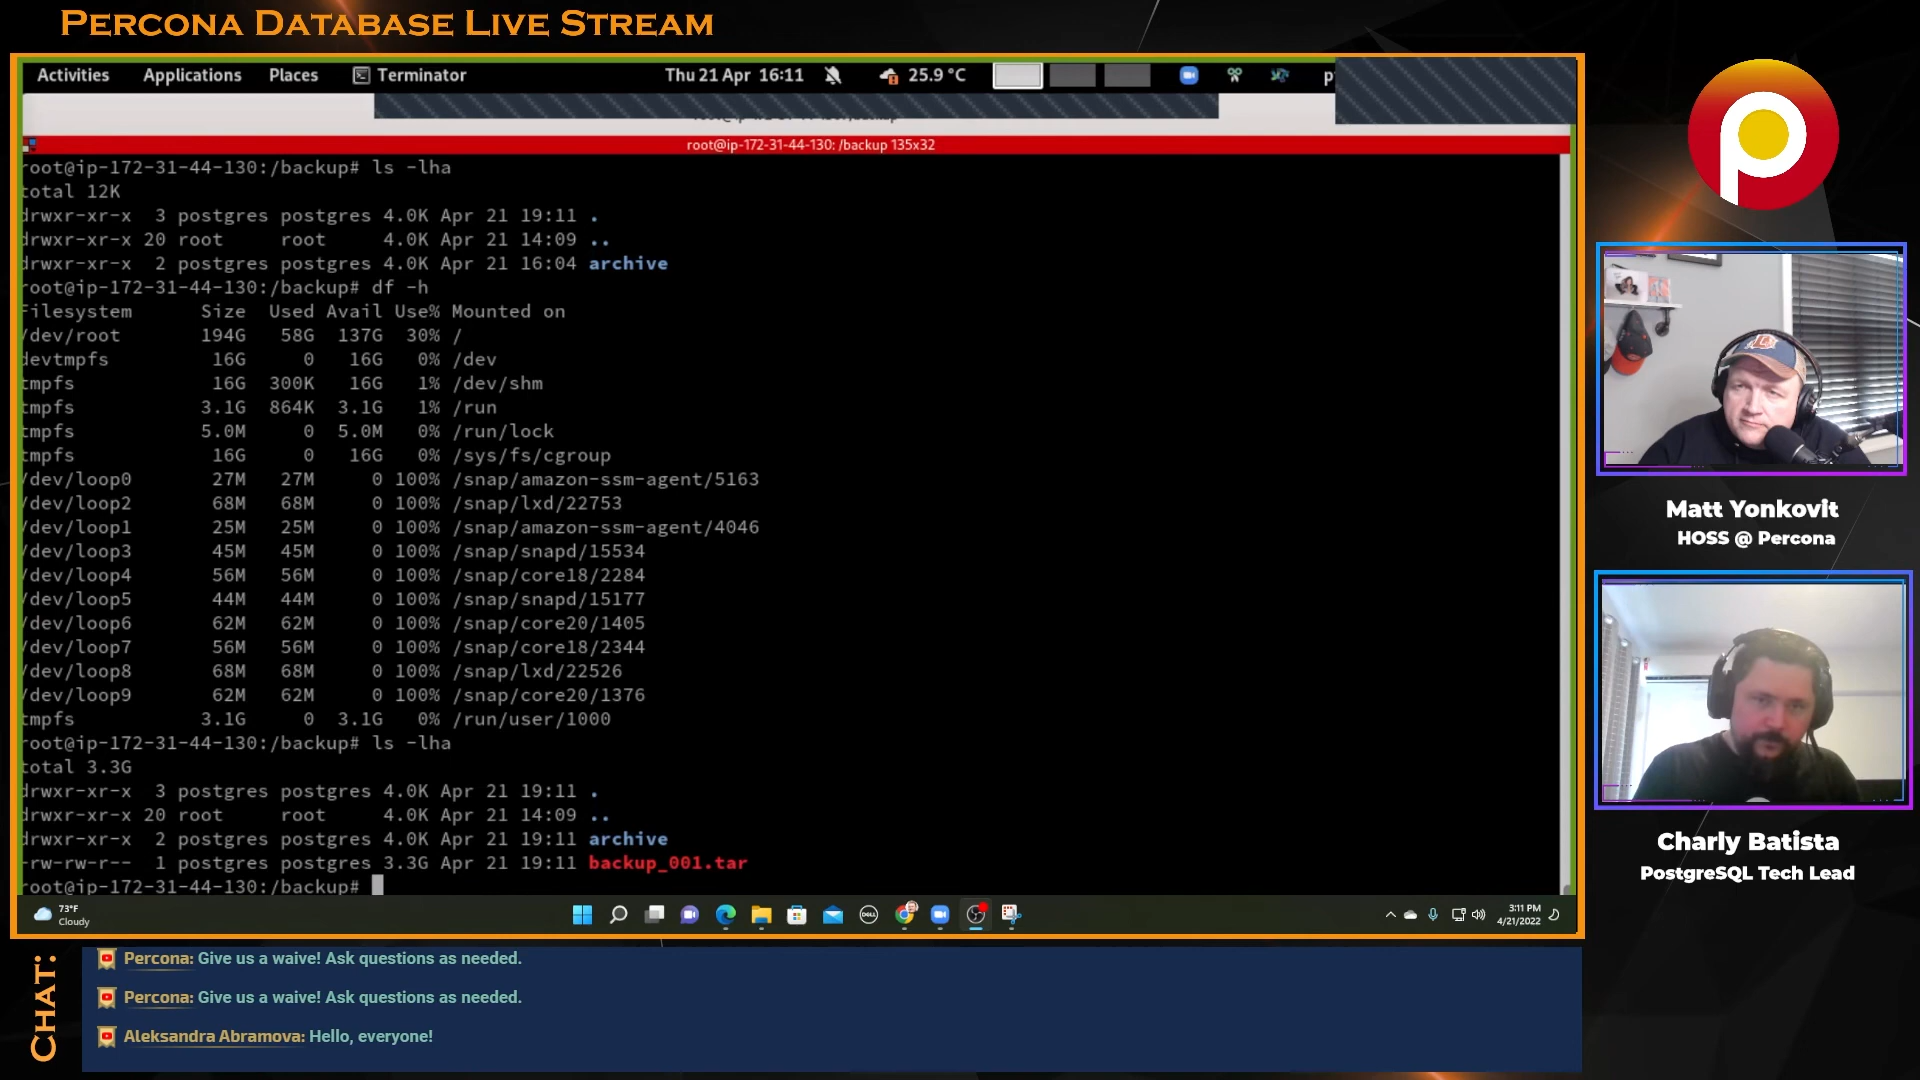 Percona Database Live Stream
Activities Applications Places Terminator Thu 21 Apr 16:11 25.9 °C
root@ip-172-31-44-130: /backup 135x32
root@ip-172-31-44-130:/backup# ls -lha
total 12K
drwxr-xr-x 3 postgres postgres 4.0K Apr 21 19:11 .
drwxr-xr-x 20 root root 4.0K Apr 21 14:09 ..
drwxr-xr-x 2 postgres postgres 4.0K Apr 21 16:04 archive
root@ip-172-31-44-130:/backup# df -h
Filesystem Size Used Avail Use% Mounted on
/dev/root 194G 58G 137G 30% /
devtmpfs 16G 0 16G 0% /dev
tmpfs 16G 300K 16G 1% /dev/shm
tmpfs 3.1G 864K 3.1G 1% /run
tmpfs 5.0M 0 5.0M 0% /run/lock
tmpfs 16G 0 16G 0% /sys/fs/cgroup
/dev/loop0 27M 27M 0 100% /snap/amazon-ssm-agent/5163
/dev/loop2 68M 68M 0 100% /snap/lxd/22753
/dev/loop1 25M 25M 0 100% /snap/amazon-ssm-agent/4046
/dev/loop3 45M 45M 0 100% /snap/snapd/15534
/dev/loop4 56M 56M 0 100% /snap/core18/2284
/dev/loop5 44M 44M 0 100% /snap/snapd/15177
/dev/loop6 62M 62M 0 100% /snap/core20/1405
/dev/loop7 56M 56M 0 100% /snap/core18/2344
/dev/loop8 68M 68M 0 100% /snap/lxd/22526
/dev/loop9 62M 62M 0 100% /snap/core20/1376
tmpfs 3.1G 0 3.1G 0% /run/user/1000
root@ip-172-31-44-130:/backup# ls -lha
total 3.3G
drwxr-xr-x 3 postgres postgres 4.0K Apr 21 19:11 .
drwxr-xr-x 20 root root 4.0K Apr 21 14:09 ..
drwxr-xr-x 2 postgres postgres 4.0K Apr 21 19:11 archive
-rw-rw-r-- 1 postgres postgres 3.3G Apr 21 19:11 backup_001.tar
root@ip-172-31-44-130:/backup#
73°F
Cloudy
DELL
3:11 PM
4/21/2022
Matt Yonkovit
HOSS @ Percona
Charly Batista
PostgreSQL Tech Lead
Chat:
Percona: Give us a waive! Ask questions as needed.
Percona: Give us a waive! Ask questions as needed.
Aleksandra Abramova: Hello, everyone!